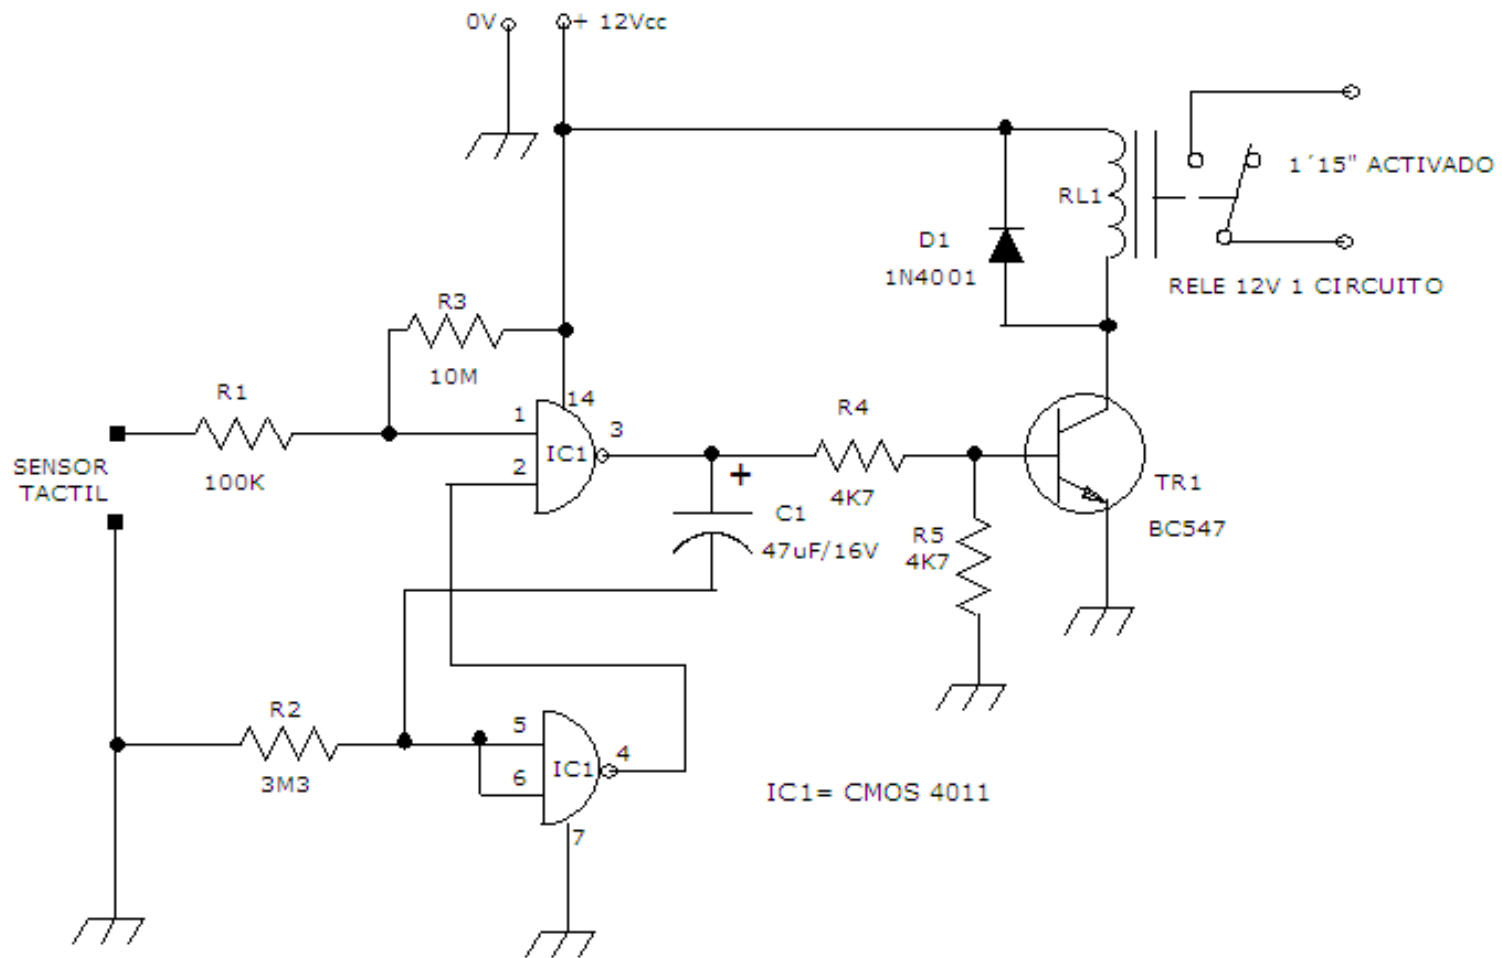 0V
+ 12Vcc
1´15" ACTIVADO
RL1
D1
1N4001
RELE 12V 1 CIRCUITO
R3
10M
R1
100K
14
1
2
3
IC1
R4
4K7
SENSOR
TACTIL
+
C1
47uF/16V
R5
4K7
TR1
BC547
R2
3M3
5
6
4
IC1
7
IC1= CMOS 4011